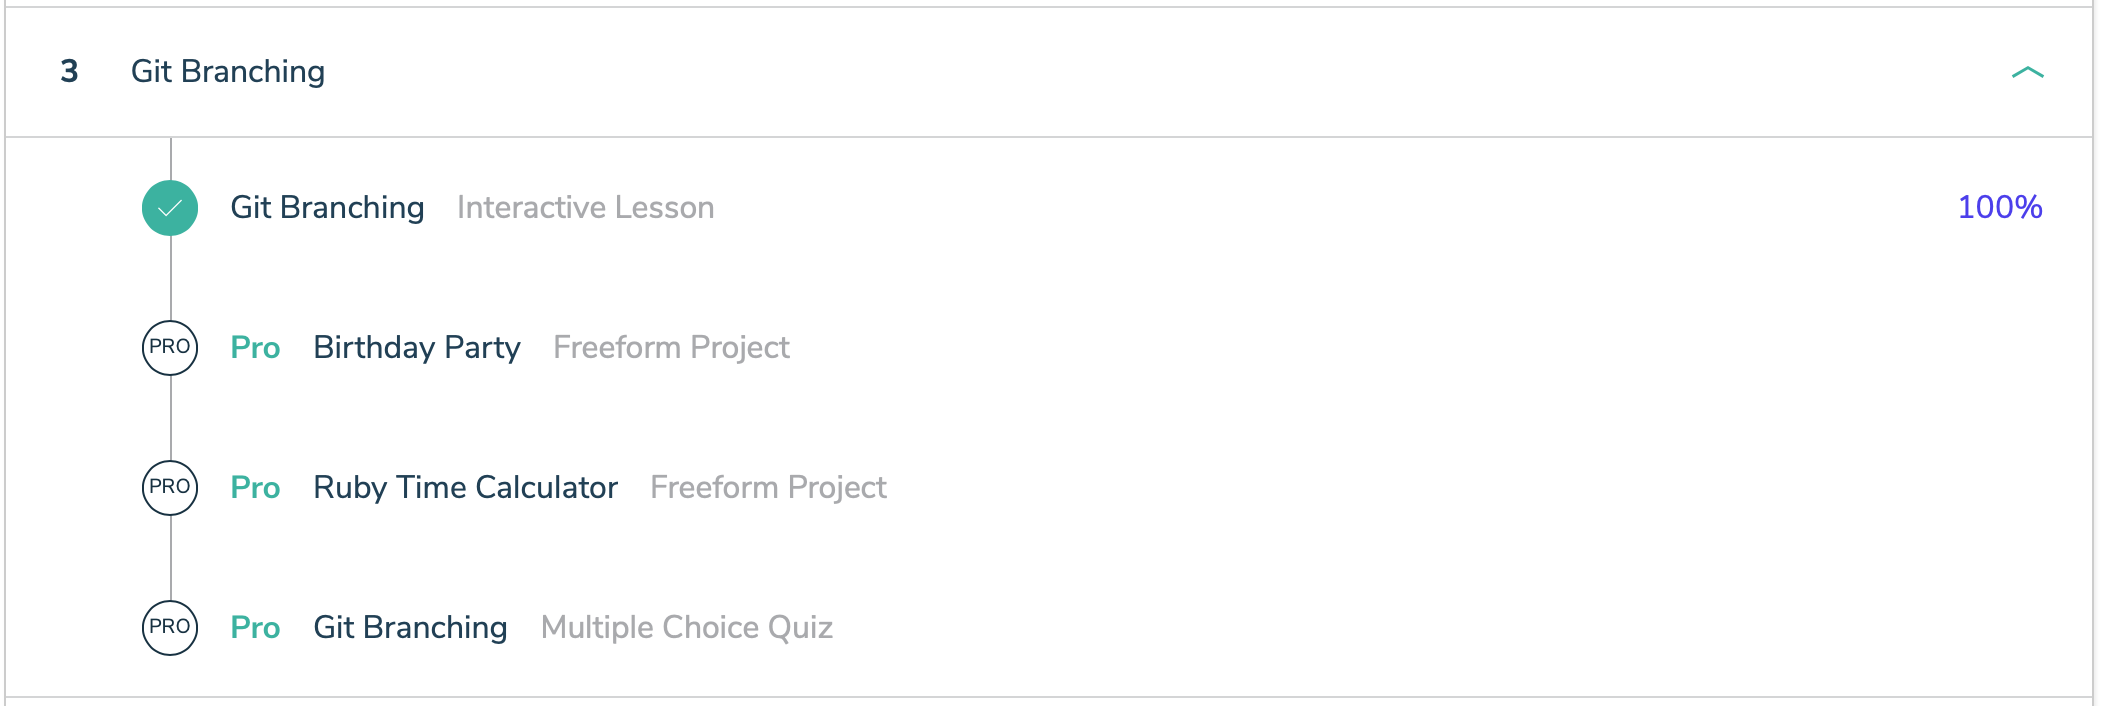 3 Git Branching
Git Branching Interactive Lesson 100%
PRO Pro Birthday Party Freeform Project
PRO Pro Ruby Time Calculator Freeform Project
PRO Pro Git Branching Multiple Choice Quiz